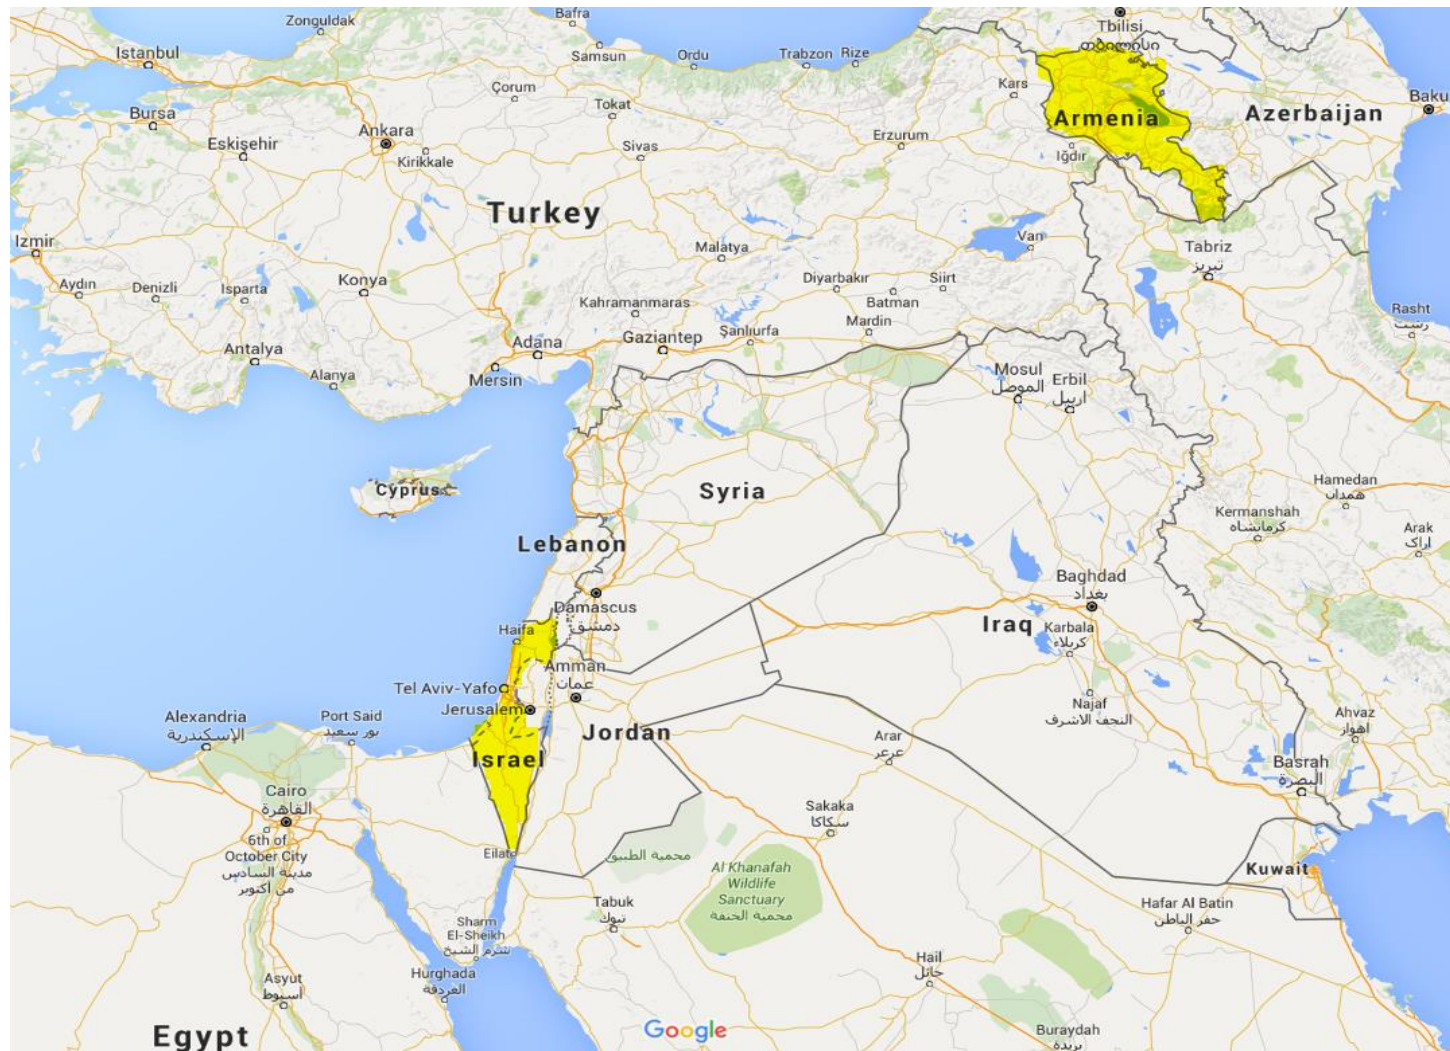 Zonguldak
Bafra
Tbilisi
თბილისი
Istanbul
Samsun
Ordu
Trabzon
Rize
Kars
Armenia
Azerbaijan
Baku
Bursa
Çorum
Tokat
Ankara
Kirikkale
Eskişehir
Sivas
Erzurum
Iğdır
Turkey
Izmir
Van
Tabriz
تبریز
Malatya
Aydın
Denizli
Isparta
Konya
Diyarbakır
Siirt
Batman
Kahramanmaras
Mardin
Rasht
رشت
Antalya
Adana
Gaziantep
Şanlıurfa
Alanya
Mersin
Mosul
الموصل
Erbil
اربيل
Cyprus
Syria
Hamedan
همدان
Kermanshah
كرمانشاه
Arak
اراک
Lebanon
Baghdad
بغداد
Damascus
دمشق
Haifa
Iraq
Karbala
كربلاء
Amman
عمان
Tel Aviv-Yafo
Jerusalem
Najaf
النجف الاشرف
Alexandria
الإسكندرية
Port Said
بور سعيد
Jordan
Israel
Arar
عرعر
Ahvaz
اهواز
Basrah
البصرة
Cairo
القاهرة
Sakaka
سكاكا
6th of
October City
مدينة السادس
من أكتوبر
Eilat
محمية الطبيق
Al Khanafah
Wildlife
Sanctuary
محمية الخنفة
Kuwait
Tabuk
تبوك
Hafar Al Batin
حفر الباطن
Sharm
El-Sheikh
شرم الشيخ
Hurghada
الغردقة
Hail
حائل
Asyut
أسيوط
Egypt
Google
Buraydah
بريدة